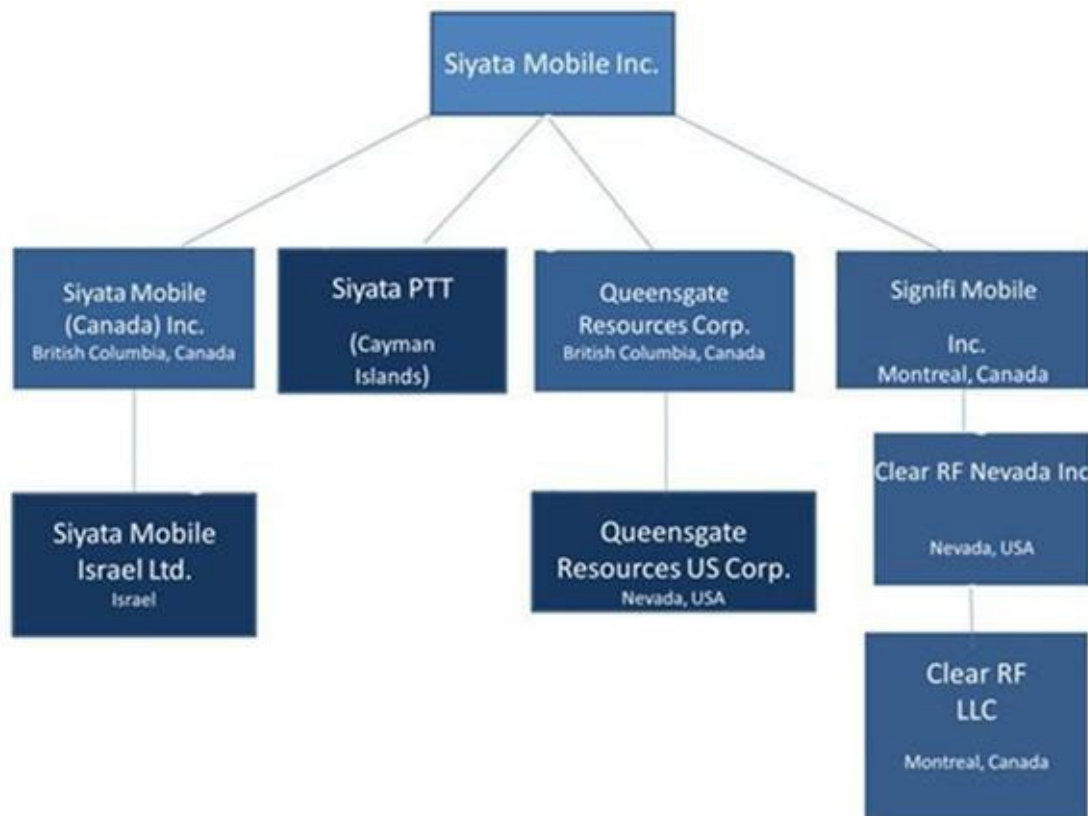 Siyata Mobile Inc.
Siyata Mobile
(Canada) Inc.
British Columbia, Canada
Siyata PTT
(Cayman
Islands)
Queensgate
Resources Corp.
British Columbia, Canada
Signifi Mobile
Inc.
Montreal, Canada
Siyata Mobile
Israel Ltd.
Israel
Queensgate
Resources US Corp.
Nevada, USA
Clear RF Nevada Inc
Nevada, USA
Clear RF
LLC
Montreal, Canada